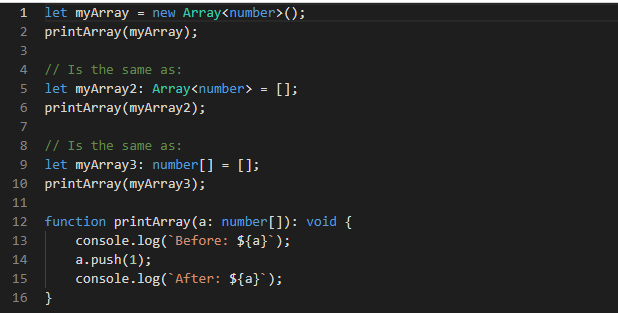 1 let myArray = new Array<number>();
2 printArray(myArray);
3
4 // Is the same as:
5 let myArray2: Array<number> = [];
6 printArray(myArray2);
7
8 // Is the same as:
9 let myArray3: number[] = [];
10 printArray(myArray3);
11
12 function printArray(a: number[]): void {
13     console.log(`Before: ${a}`);
14     a.push(1);
15     console.log(`After: ${a}`);
16 }